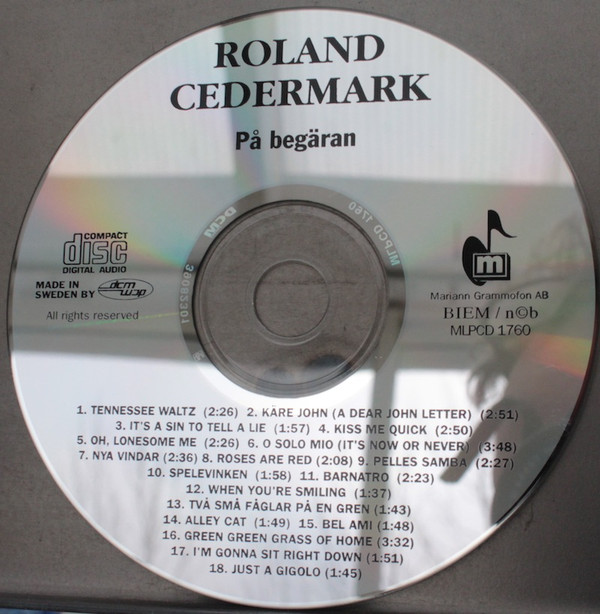 ROLAND
CEDERMARK
På begäran
COMPACT
disc
DIGITAL AUDIO
MADE IN
SWEDEN BY dcm
All rights reserved
m
Mariann Grammofon AB
BIEM / n©b
MLPCD 1760
DCM
MLPCD 1760
1. TENNESSEE WALTZ (2:26) 2. KÄRE JOHN (A DEAR JOHN LETTER) (2:51)
3. IT'S A SIN TO TELL A LIE (1:57) 4. KISS ME QUICK (2:50)
5. OH, LONESOME ME (2:26) 6. O SOLO MIO (IT'S NOW OR NEVER) (3:48)
7. NYA VINDAR (2:36) 8. ROSES ARE RED (2:08) 9. PELLES SAMBA (2:27)
10. SPELEVINKEN (1:58) 11. BARNATRO (2:23)
12. WHEN YOU'RE SMILING (1:37)
13. TVÅ SMÅ FÅGLAR PÅ EN GREN (1:43)
14. ALLEY CAT (1:49) 15. BEL AMI (1:48)
16. GREEN GREEN GRASS OF HOME (3:32)
17. I'M GONNA SIT RIGHT DOWN (1:51)
18. JUST A GIGOLO (1:45)